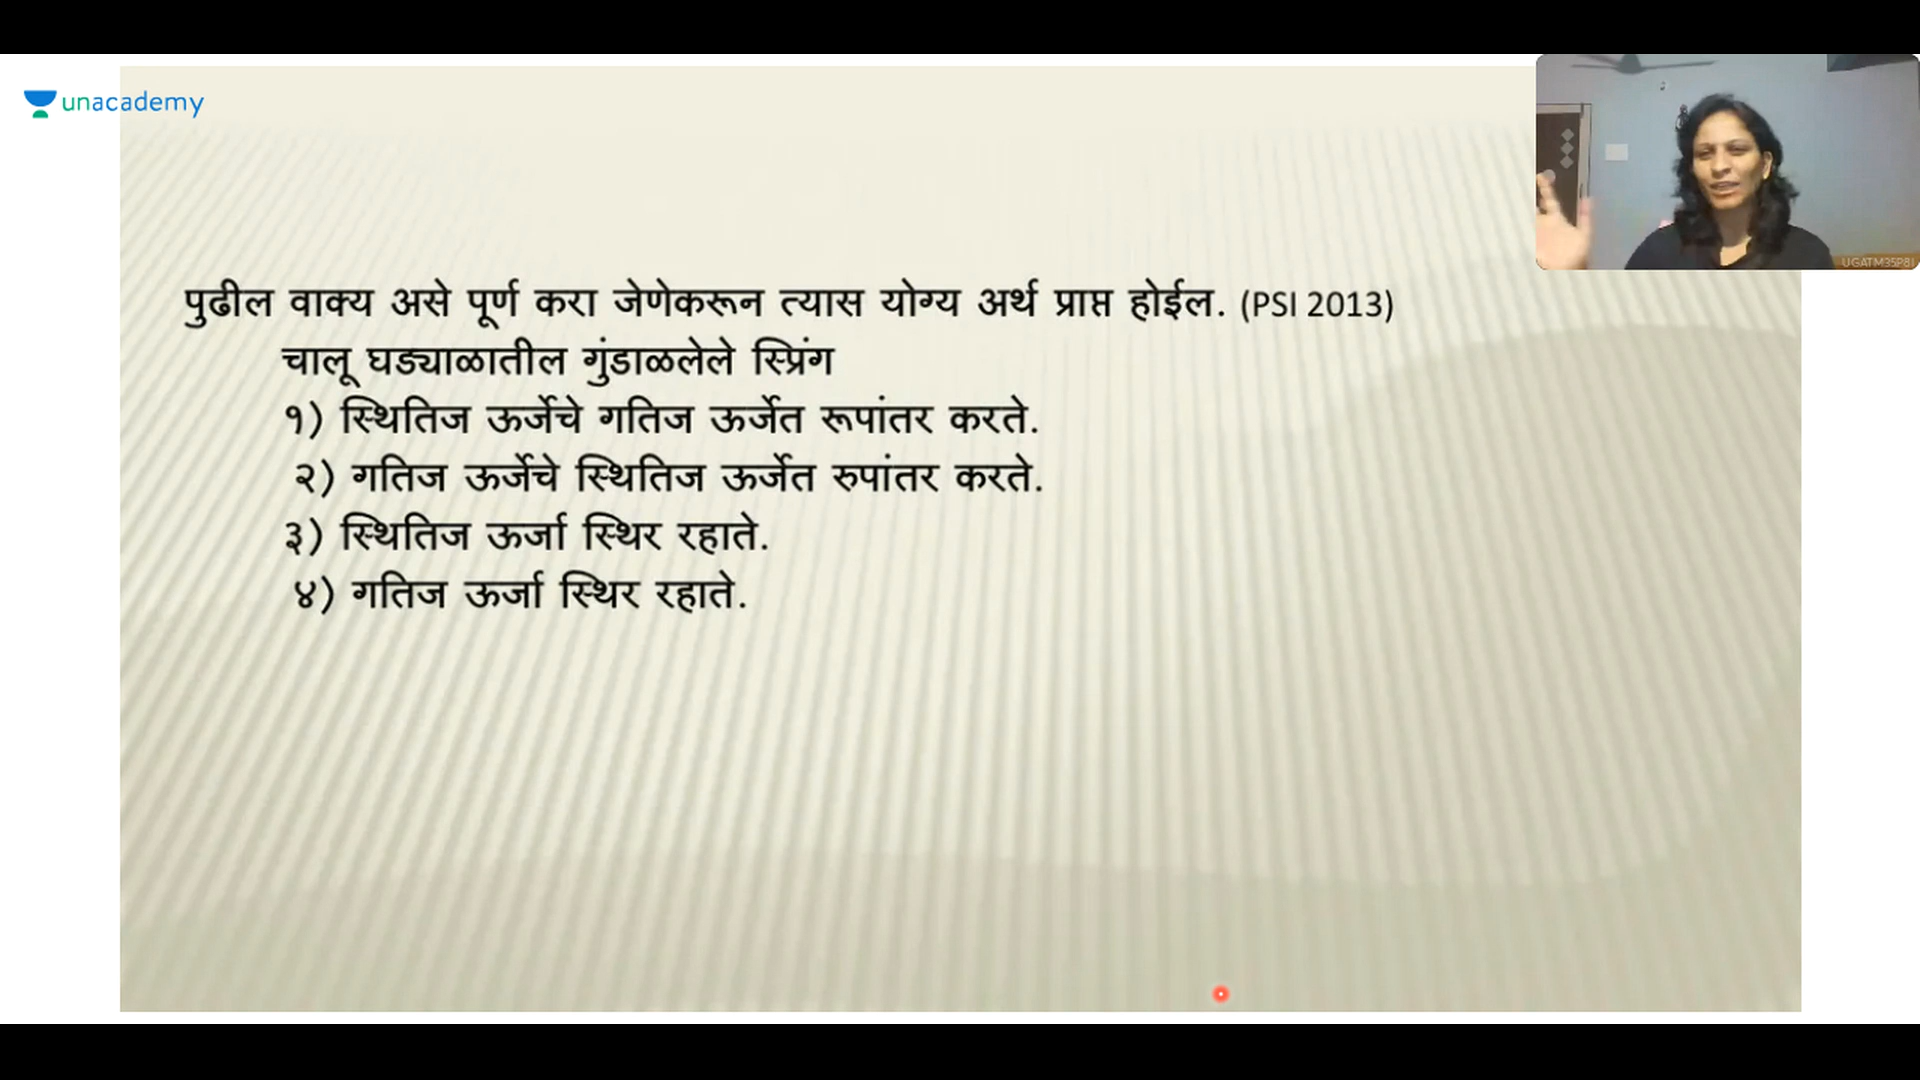 unacademy
पुढील वाक्य असे पूर्ण करा जेणेकरून त्यास योग्य अर्थ प्राप्त होईल. (PSI 2013)
चालू घड्याळातील गुंडाळलेले स्प्रिंग
१) स्थितिज ऊर्जेचे गतिज ऊर्जेत रूपांतर करते.
२) गतिज ऊर्जेचे स्थितिज ऊर्जेत रुपांतर करते.
३) स्थितिज ऊर्जा स्थिर रहाते.
४) गतिज ऊर्जा स्थिर रहाते.